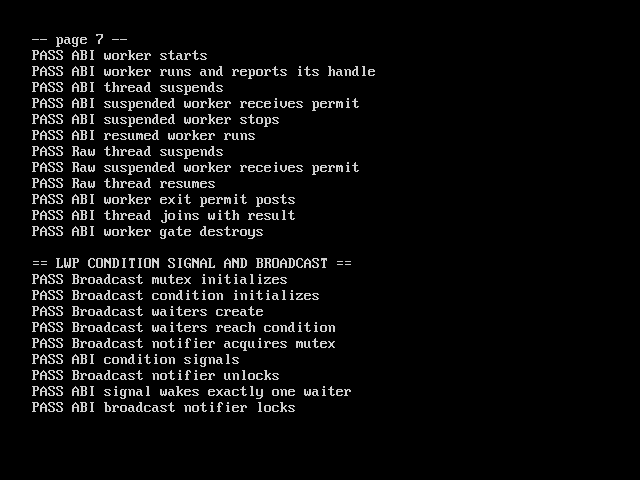 -- page 7 --
PASS ABI worker starts
PASS ABI worker runs and reports its handle
PASS ABI thread suspends
PASS ABI suspended worker receives permit
PASS ABI suspended worker stops
PASS ABI resumed worker runs
PASS Raw thread suspends
PASS Raw suspended worker receives permit
PASS Raw thread resumes
PASS ABI worker exit permit posts
PASS ABI thread joins with result
PASS ABI worker gate destroys
== LWP CONDITION SIGNAL AND BROADCAST ==
PASS Broadcast mutex initializes
PASS Broadcast condition initializes
PASS Broadcast waiters create
PASS Broadcast waiters reach condition
PASS Broadcast notifier acquires mutex
PASS ABI condition signals
PASS Broadcast notifier unlocks
PASS ABI signal wakes exactly one waiter
PASS ABI broadcast notifier locks